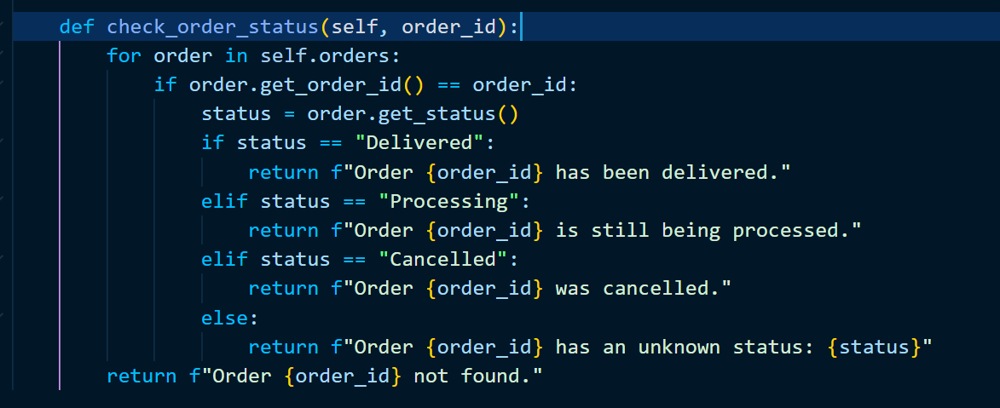 def check_order_status(self, order_id):
for order in self.orders:
if order.get_order_id() == order_id:
status = order.get_status()
if status == "Delivered":
return f"Order {order_id} has been delivered."
elif status == "Processing":
return f"Order {order_id} is still being processed."
elif status == "Cancelled":
return f"Order {order_id} was cancelled."
else:
return f"Order {order_id} has an unknown status: {status}"
return f"Order {order_id} not found."